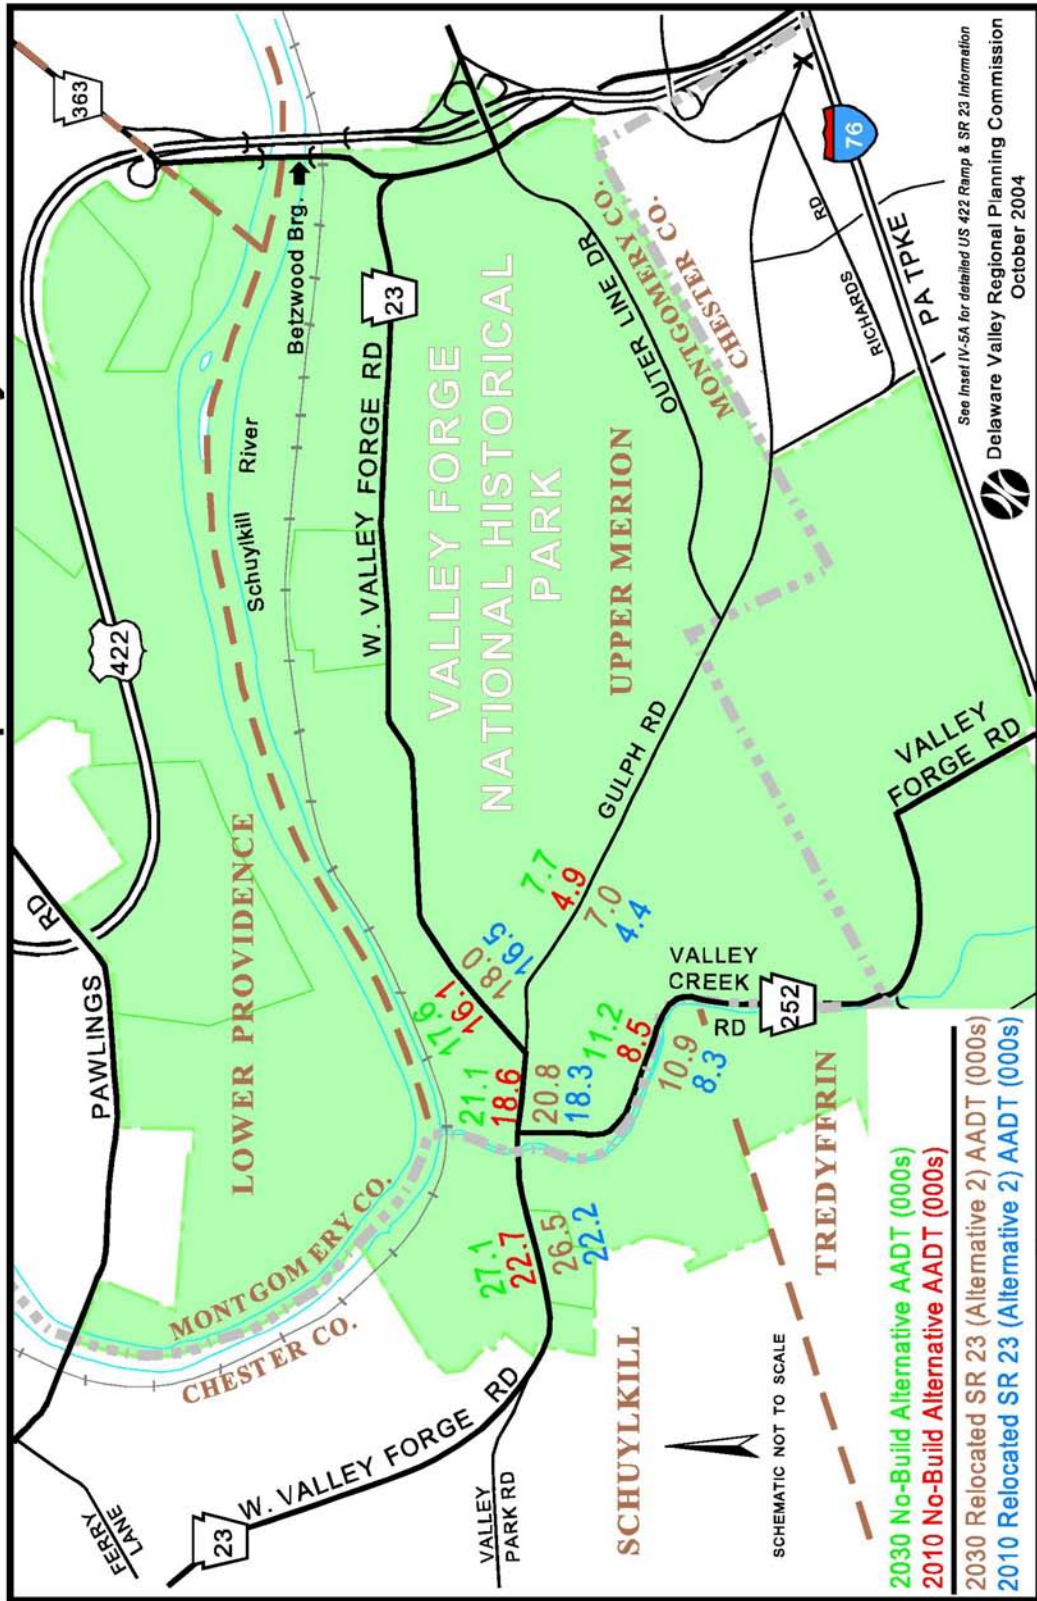 363
422
23
Betzwood Brg.
Schuylkill
River
W. VALLEY FORGE RD
VALLEY FORGE
NATIONAL HISTORICAL
PARK
UPPER MERION
OUTER LINE DR
MONTGOMERY CO.
CHESTER CO.
RICHARDS
RD
76
PA TPKE
X
GULPH RD
VALLEY
FORGE RD
LOWER PROVIDENCE
PAWLINGS
RD
17.6
16.1
18.0
16.5
7.7
4.9
7.0
4.4
21.1
18.6
20.8
18.3
11.2
8.5
10.9
8.3
VALLEY
CREEK
RD
252
27.1
22.7
26.5
22.2
MONTGOMERY CO.
CHESTER CO.
TREDYFFRIN
SCHUYLKILL
FERRY
LANE
23
W. VALLEY FORGE RD
VALLEY
PARK RD
SCHEMATIC NOT TO SCALE
2030 No-Build Alternative AADT (000s)
2010 No-Build Alternative AADT (000s)
2030 Relocated SR 23 (Alternative 2) AADT (000s)
2010 Relocated SR 23 (Alternative 2) AADT (000s)
See Inset IV-5A for detailed US 422 Ramp & SR 23 Information
Delaware Valley Regional Planning Commission
October 2004